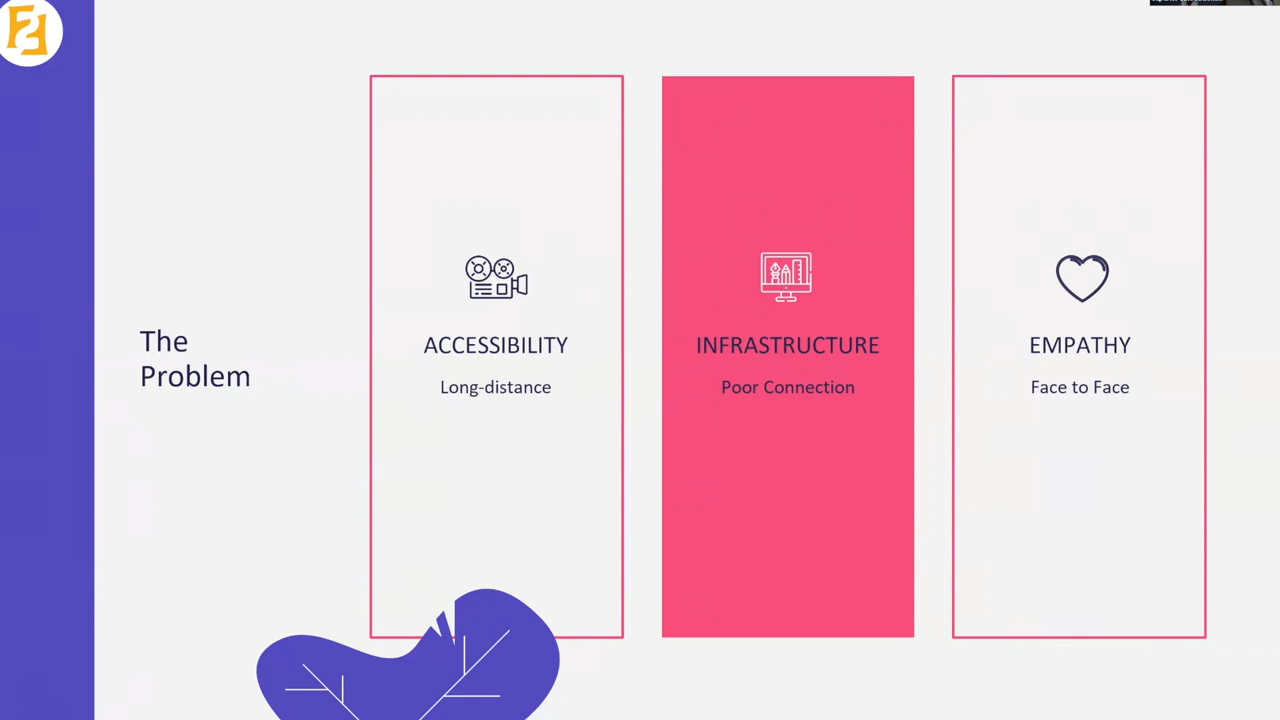 The
Problem
ACCESSIBILITY
Long-distance
INFRASTRUCTURE
Poor Connection
EMPATHY
Face to Face